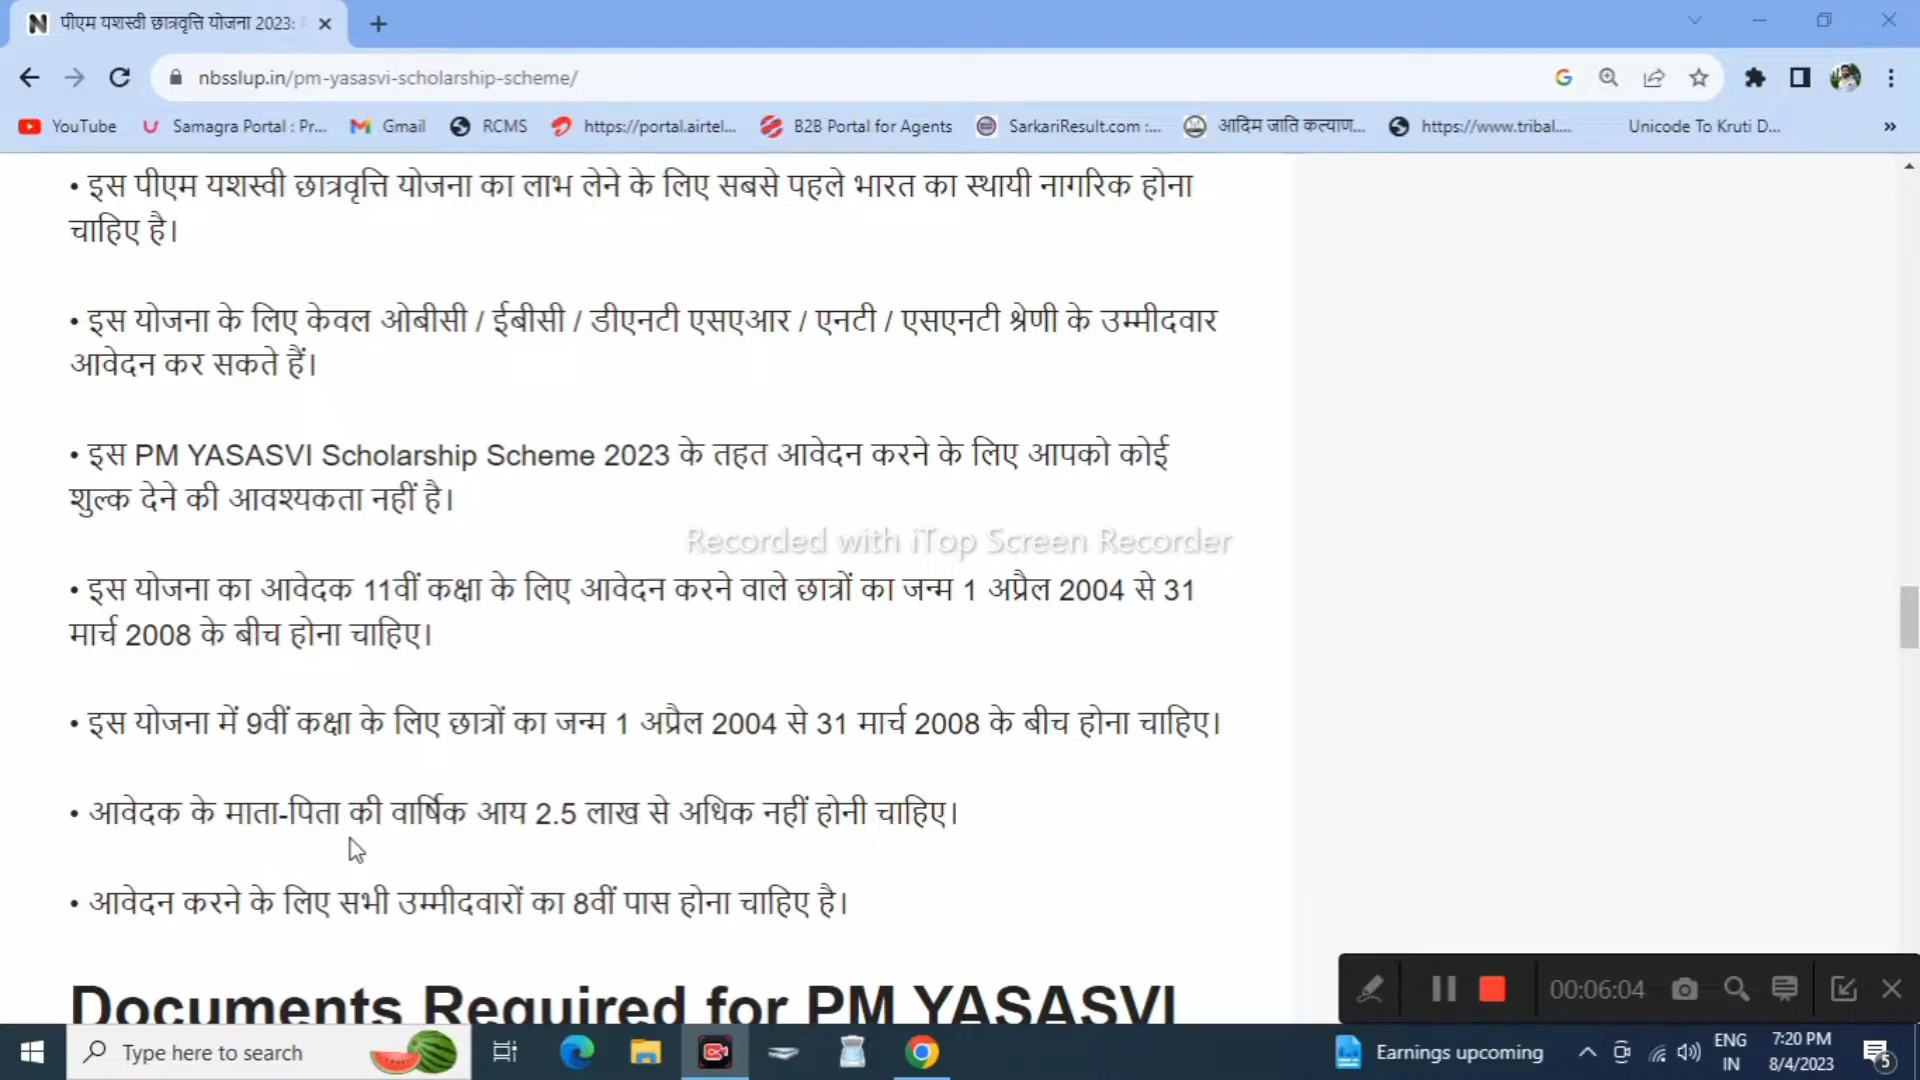 पीएम यशस्वी छात्रवृत्ति योजना 2023:
nbsslup.in/pm-yasasvi-scholarship-scheme/
YouTube Samagra Portal : Pr... Gmail RCMS https://portal.airtel... B2B Portal for Agents SarkariResult.com :... आदिम जाति कल्याण... https://www.tribal.... Unicode To Kruti D... »
• इस पीएम यशस्वी छात्रवृत्ति योजना का लाभ लेने के लिए सबसे पहले भारत का स्थायी नागरिक होना
चाहिए है।
• इस योजना के लिए केवल ओबीसी / ईबीसी / डीएनटी एसएआर / एनटी / एसएनटी श्रेणी के उम्मीदवार
आवेदन कर सकते हैं।
• इस PM YASASVI Scholarship Scheme 2023 के तहत आवेदन करने के लिए आपको कोई
शुल्क देने की आवश्यकता नहीं है।
Recorded with iTop Screen Recorder
• इस योजना का आवेदक 11वीं कक्षा के लिए आवेदन करने वाले छात्रों का जन्म 1 अप्रैल 2004 से 31
मार्च 2008 के बीच होना चाहिए।
• इस योजना में 9वीं कक्षा के लिए छात्रों का जन्म 1 अप्रैल 2004 से 31 मार्च 2008 के बीच होना चाहिए।
• आवेदक के माता-पिता की वार्षिक आय 2.5 लाख से अधिक नहीं होनी चाहिए।
• आवेदन करने के लिए सभी उम्मीदवारों का 8वीं पास होना चाहिए है।
00:06:04
Documents Required for PM YASASVI
Type here to search
Earnings upcoming
ENG
IN
7:20 PM
8/4/2023
5